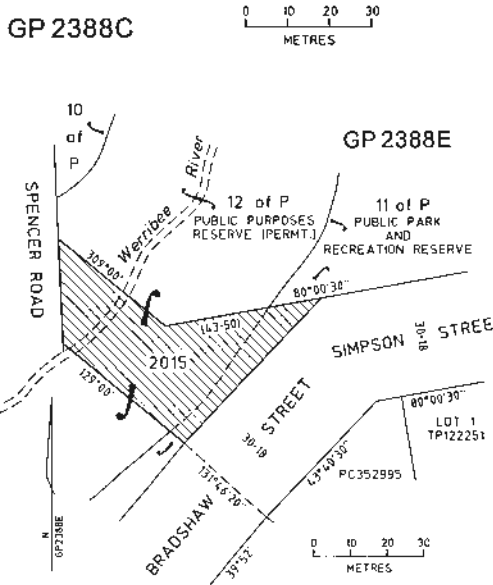 GP 2388C
0 10 20 30
METRES
10
of
P
GP 2388E
River
Werribee
12 of P
PUBLIC PURPOSES
RESERVE (PERMT.)
11 of P
PUBLIC PARK
AND
RECREATION RESERVE
SPENCER ROAD
309°00'
80°00'30"
(43·50)
2015
SIMPSON STREE
30·18
129°00'
STREET
30·18
80°00'30"
LOT 1
131°46'20"
43°40'30"
PC352995
BRADSHAW
39°52'
N
GP2388E
0 10 20 30
METRES